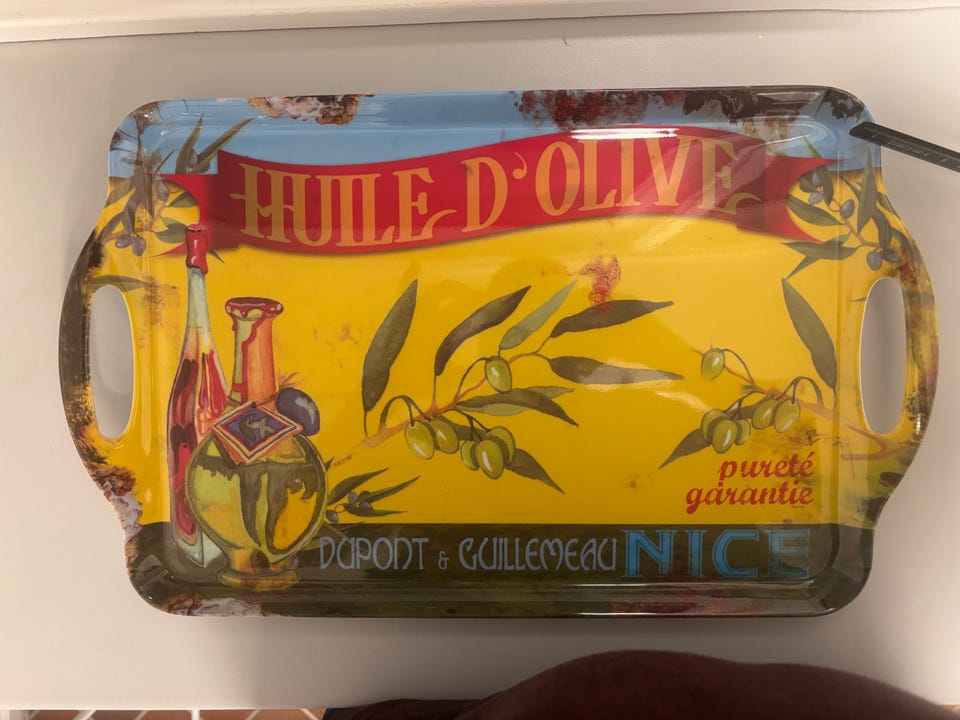 HUILE D'OLIVE
pureté
garantie
DUPONT & GUILLEMEAU NICE